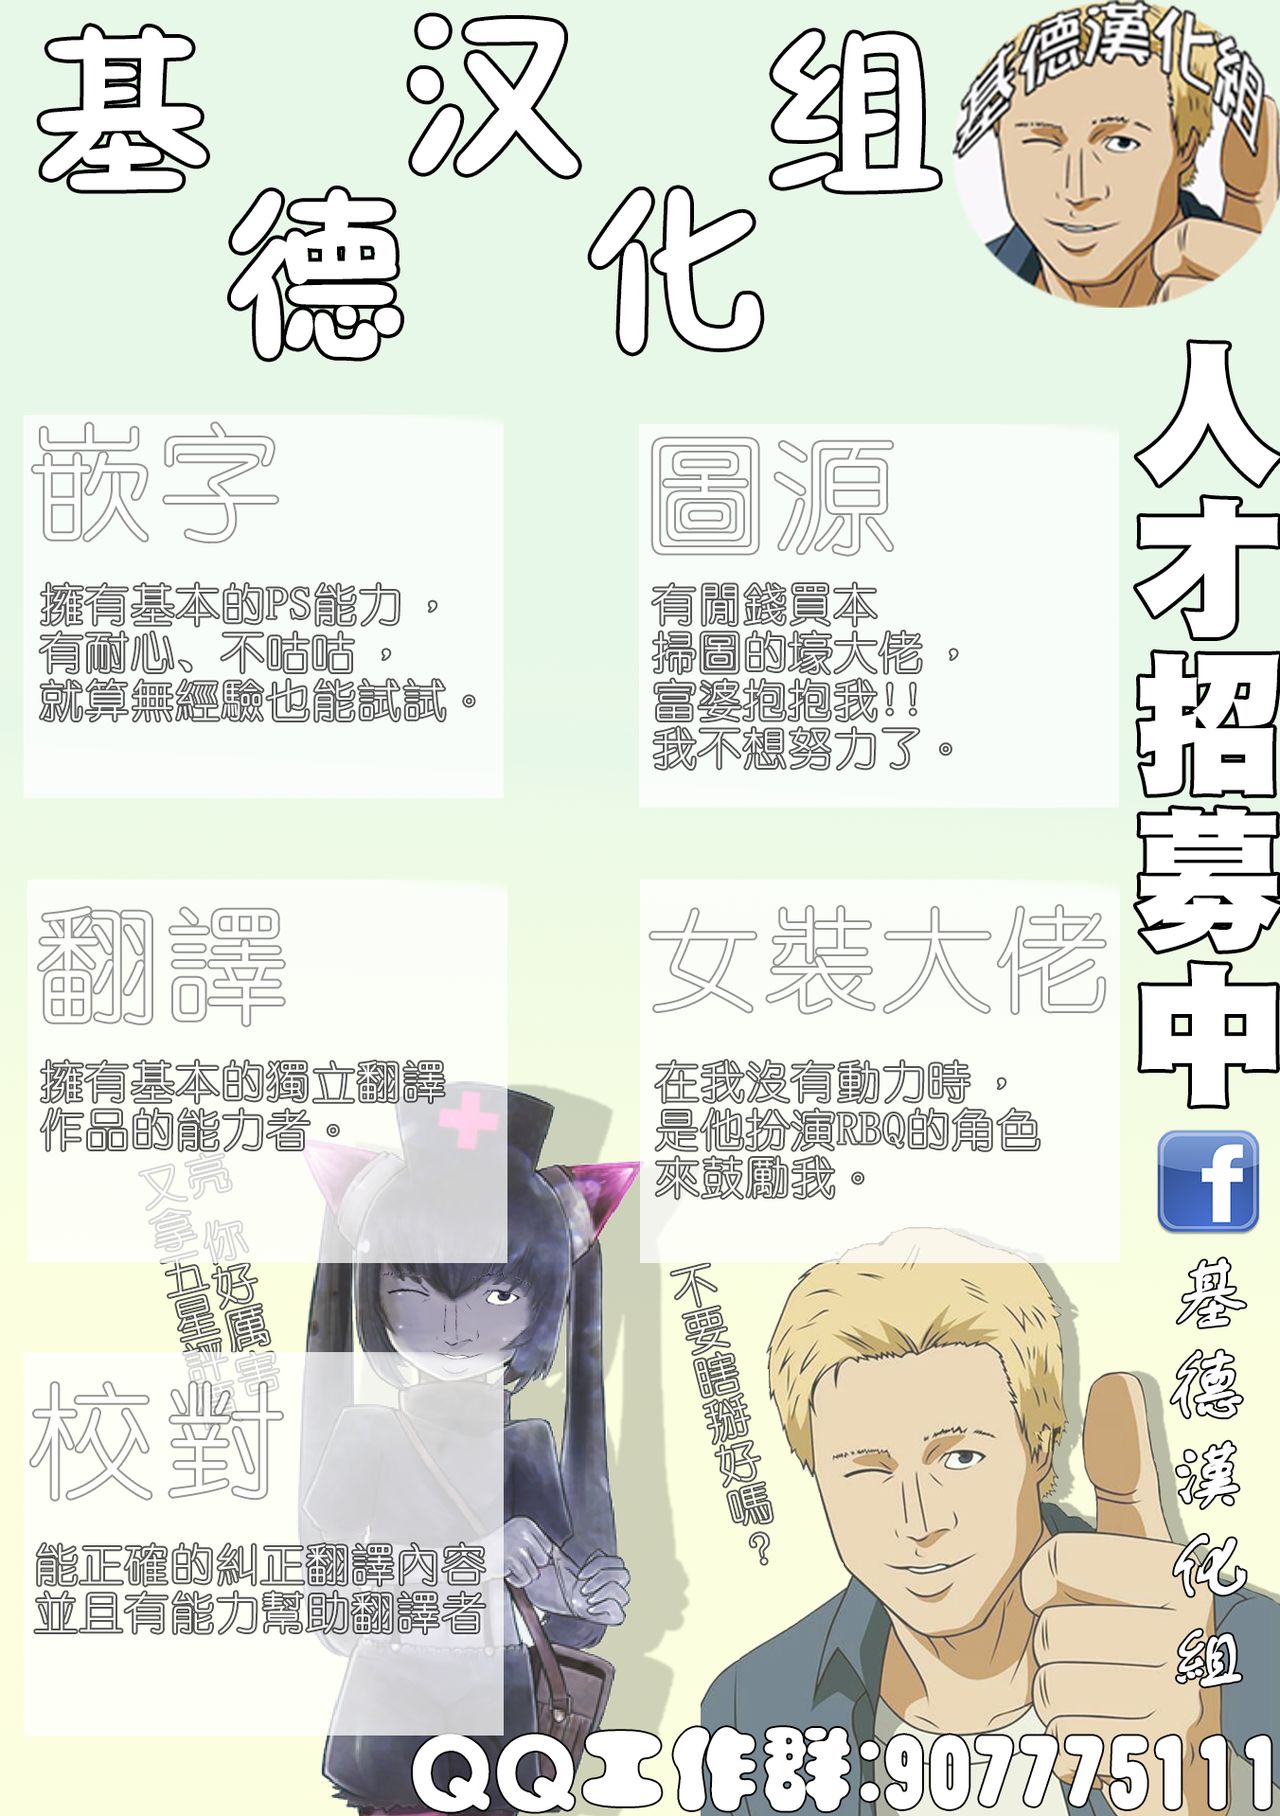 基德汉化组
基德漢化組
人才招募中
嵌字
擁有基本的PS能力，
有耐心、不咕咕，
就算無經驗也能試試。
圖源
有閒錢買本
掃圖的壕大佬，
富婆抱抱我!!
我不想努力了。
翻譯
擁有基本的獨立翻譯
作品的能力者。
女裝大佬
在我沒有動力時，
是他扮演RBQ的角色
來鼓勵我。
亮 你好厲害
又拿五星評
不要瞎掰好嗎？
校對
能正確的糾正翻譯內容
並且有能力幫助翻譯者
f
基德漢化組
QQ工作群:907775111